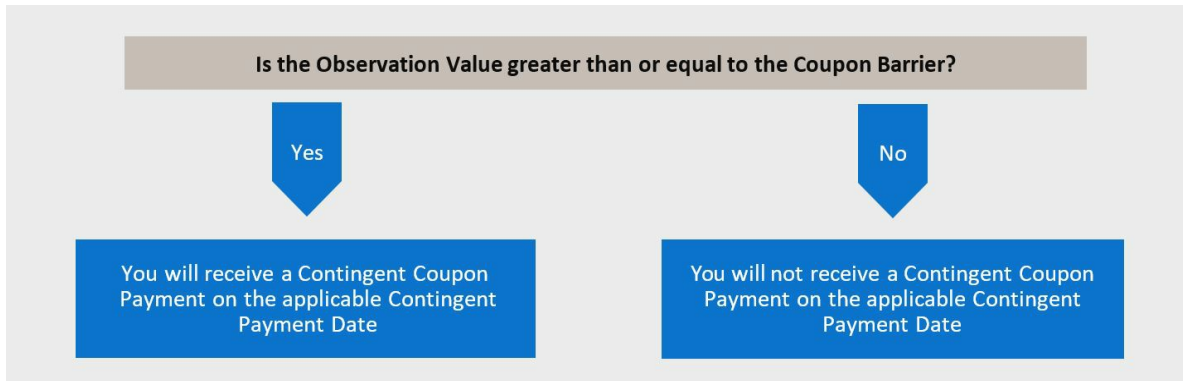 Is the Observation Value greater than or equal to the Coupon Barrier?
Yes
No
You will receive a Contingent Coupon
Payment on the applicable Contingent
Payment Date
You will not receive a Contingent Coupon
Payment on the applicable Contingent
Payment Date